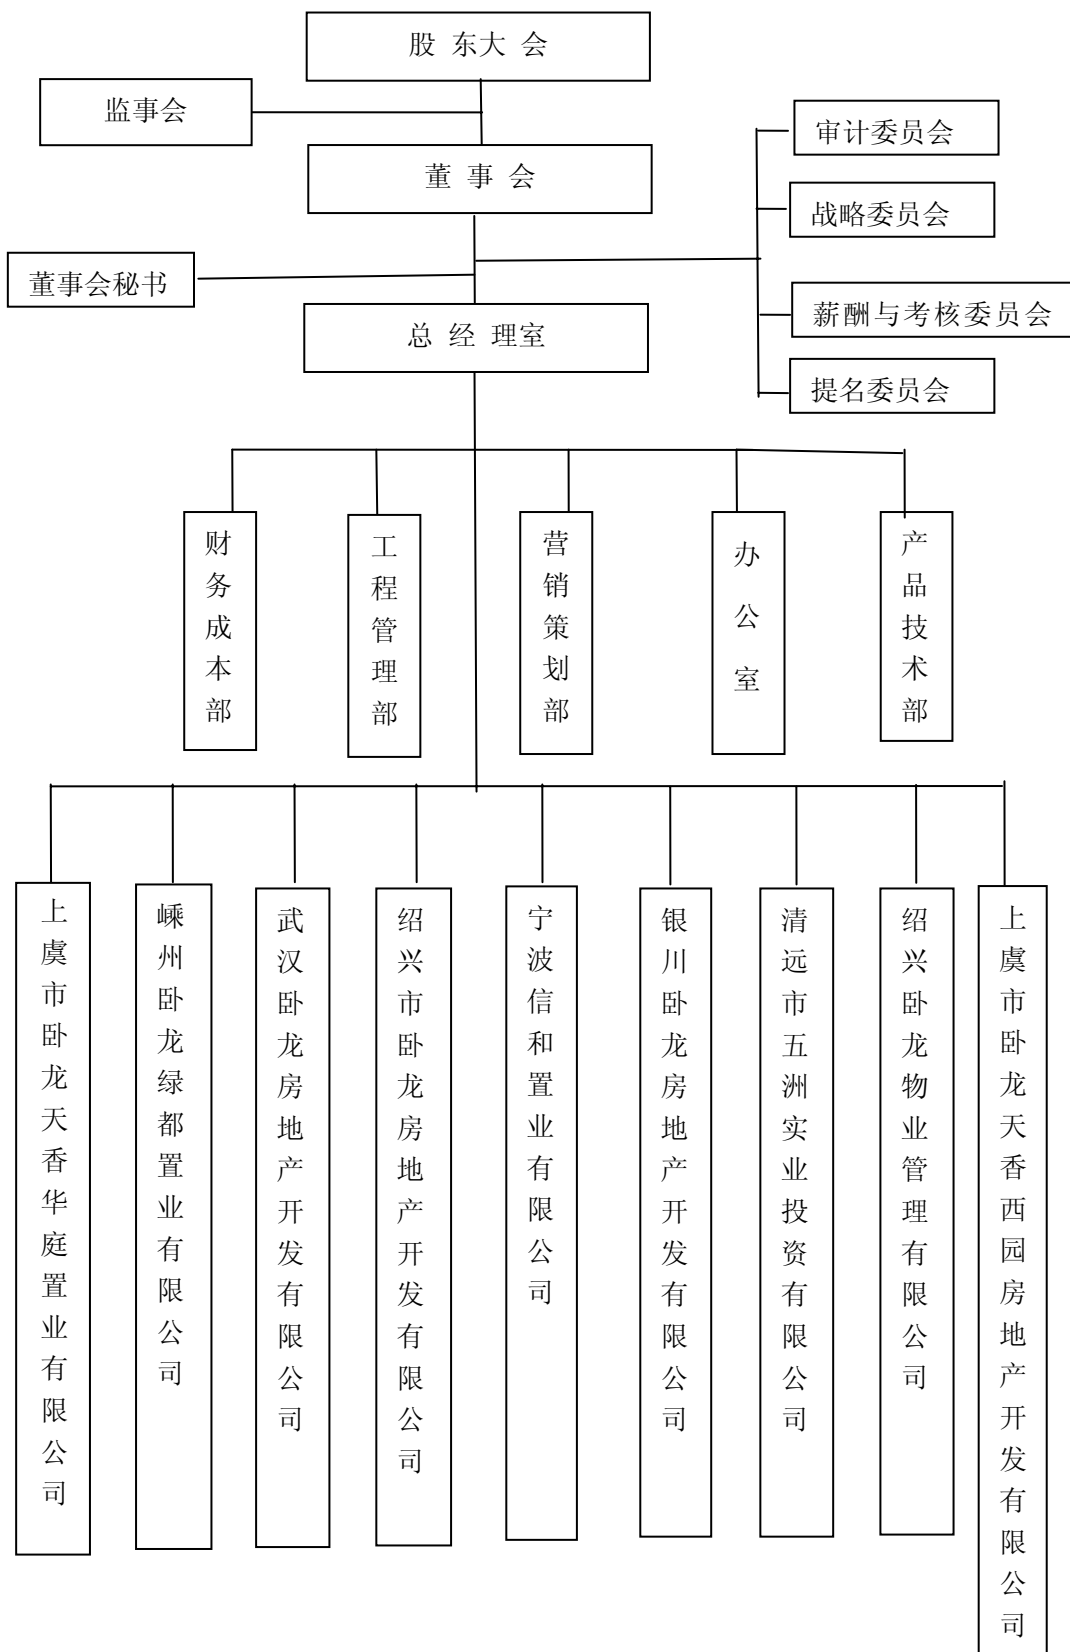 股 东大 会
监事会
审计委员会
董 事 会
战略委员会
董事会秘书
薪酬与考核委员会
总 经 理室
提名委员会
财务成本部
工程管理部
营销策划部
办公室
产品技术部
上虞市卧龙天香华庭置业有限公司
嵊州卧龙绿都置业有限公司
武汉卧龙房地产开发有限公司
绍兴市卧龙房地产开发有限公司
宁波信和置业有限公司
银川卧龙房地产开发有限公司
清远市五洲实业投资有限公司
绍兴卧龙物业管理有限公司
上虞市卧龙天香西园房地产开发有限公司